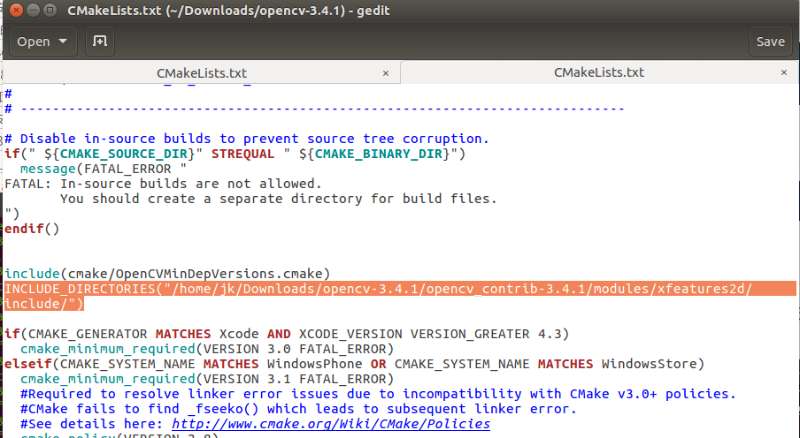 CMakeLists.txt (~/Downloads/opencv-3.4.1) - gedit
Open
Save
CMakeLists.txt ×
CMakeLists.txt ×
#
# ----------------------------------------------------------------------------
# Disable in-source builds to prevent source tree corruption.
if(" ${CMAKE_SOURCE_DIR}" STREQUAL " ${CMAKE_BINARY_DIR}")
  message(FATAL_ERROR "
FATAL: In-source builds are not allowed.
       You should create a separate directory for build files.
")
endif()
include(cmake/OpenCVMinDepVersions.cmake)
INCLUDE_DIRECTORIES("/home/jk/Downloads/opencv-3.4.1/opencv_contrib-3.4.1/modules/xfeatures2d/
include/")
if(CMAKE_GENERATOR MATCHES Xcode AND XCODE_VERSION VERSION_GREATER 4.3)
  cmake_minimum_required(VERSION 3.0 FATAL_ERROR)
elseif(CMAKE_SYSTEM_NAME MATCHES WindowsPhone OR CMAKE_SYSTEM_NAME MATCHES WindowsStore)
  cmake_minimum_required(VERSION 3.1 FATAL_ERROR)
  #Required to resolve linker error issues due to incompatibility with CMake v3.0+ policies.
  #CMake fails to find _fseeko() which leads to subsequent linker error.
  #See details here: http://www.cmake.org/Wiki/CMake/Policies